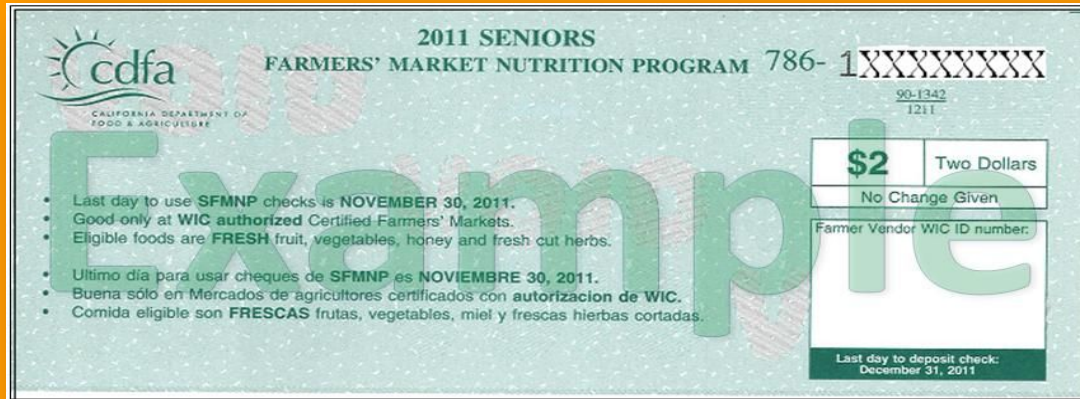 2011 SENIORS
FARMERS' MARKET NUTRITION PROGRAM 786- 1XXXXXXXX
90-1342
1211
cdfa
CALIFORNIA DEPARTMENT OF
FOOD & AGRICULTURE
Example
$2 Two Dollars
No Change Given
Farmer Vendor WIC ID number:
• Last day to use SFMNP checks is NOVEMBER 30, 2011.
• Good only at WIC authorized Certified Farmers' Markets.
• Eligible foods are FRESH fruit, vegetables, honey and fresh cut herbs.
• Ultimo día para usar cheques de SFMNP es NOVIEMBRE 30, 2011.
• Buena sólo en Mercados de agricultores certificados con autorizacion de WIC.
• Comida eligible son FRESCAS frutas, vegetables, miel y frescas hierbas cortadas.
Last day to deposit check:
December 31, 2011